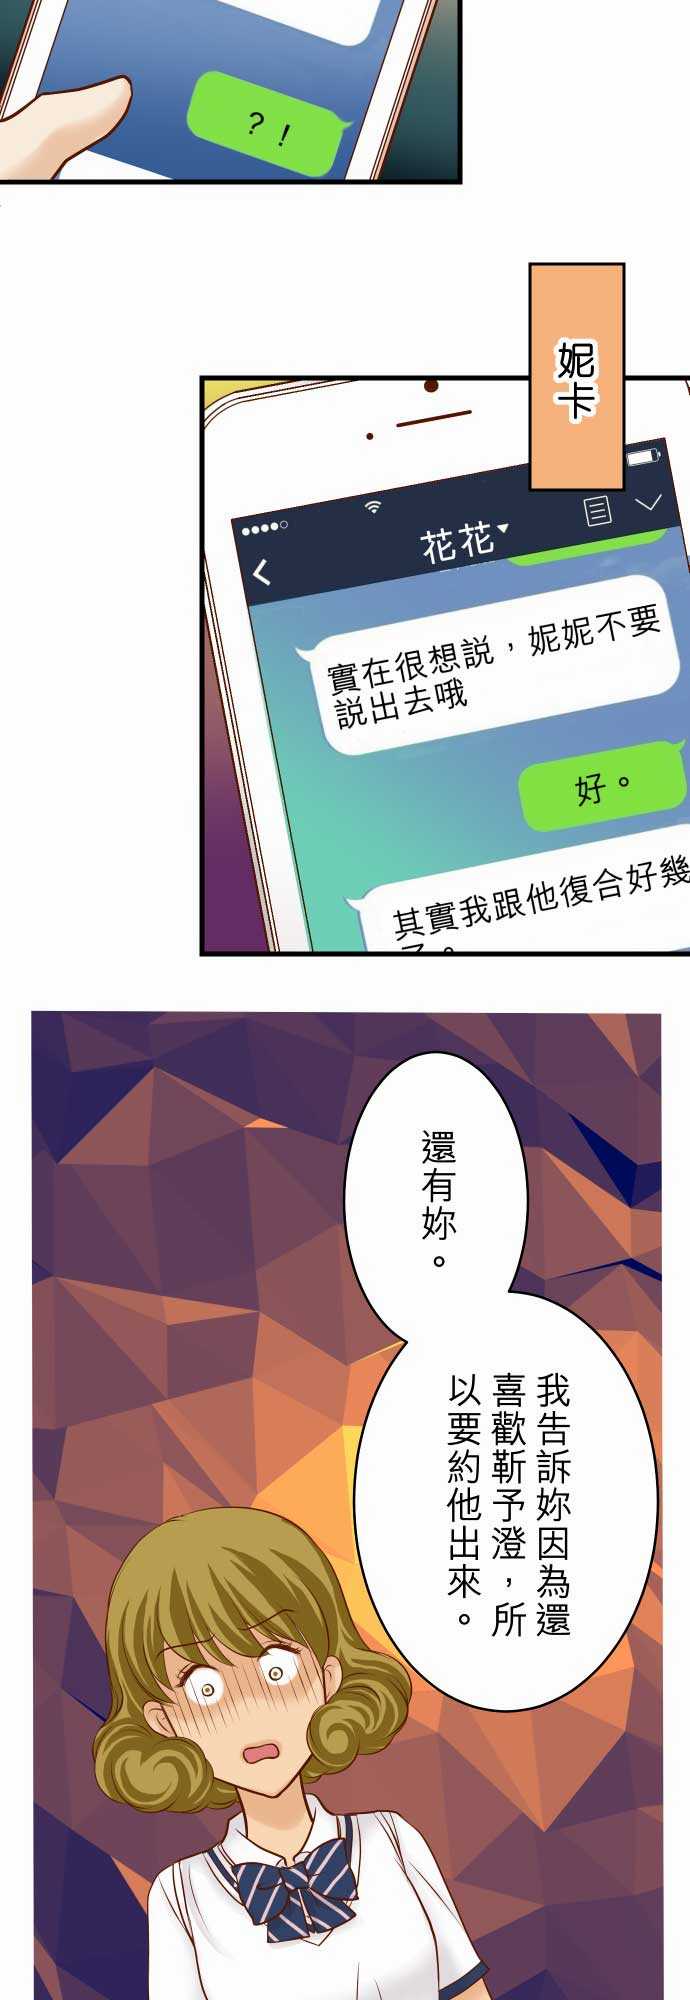 ？！
妮卡
花花
實在很想說，妮妮不要
說出去哦
好。
其實我跟他復合好幾
還有妳。
我告訴妳因為還
喜歡靳予澄，所
以要約他出來。